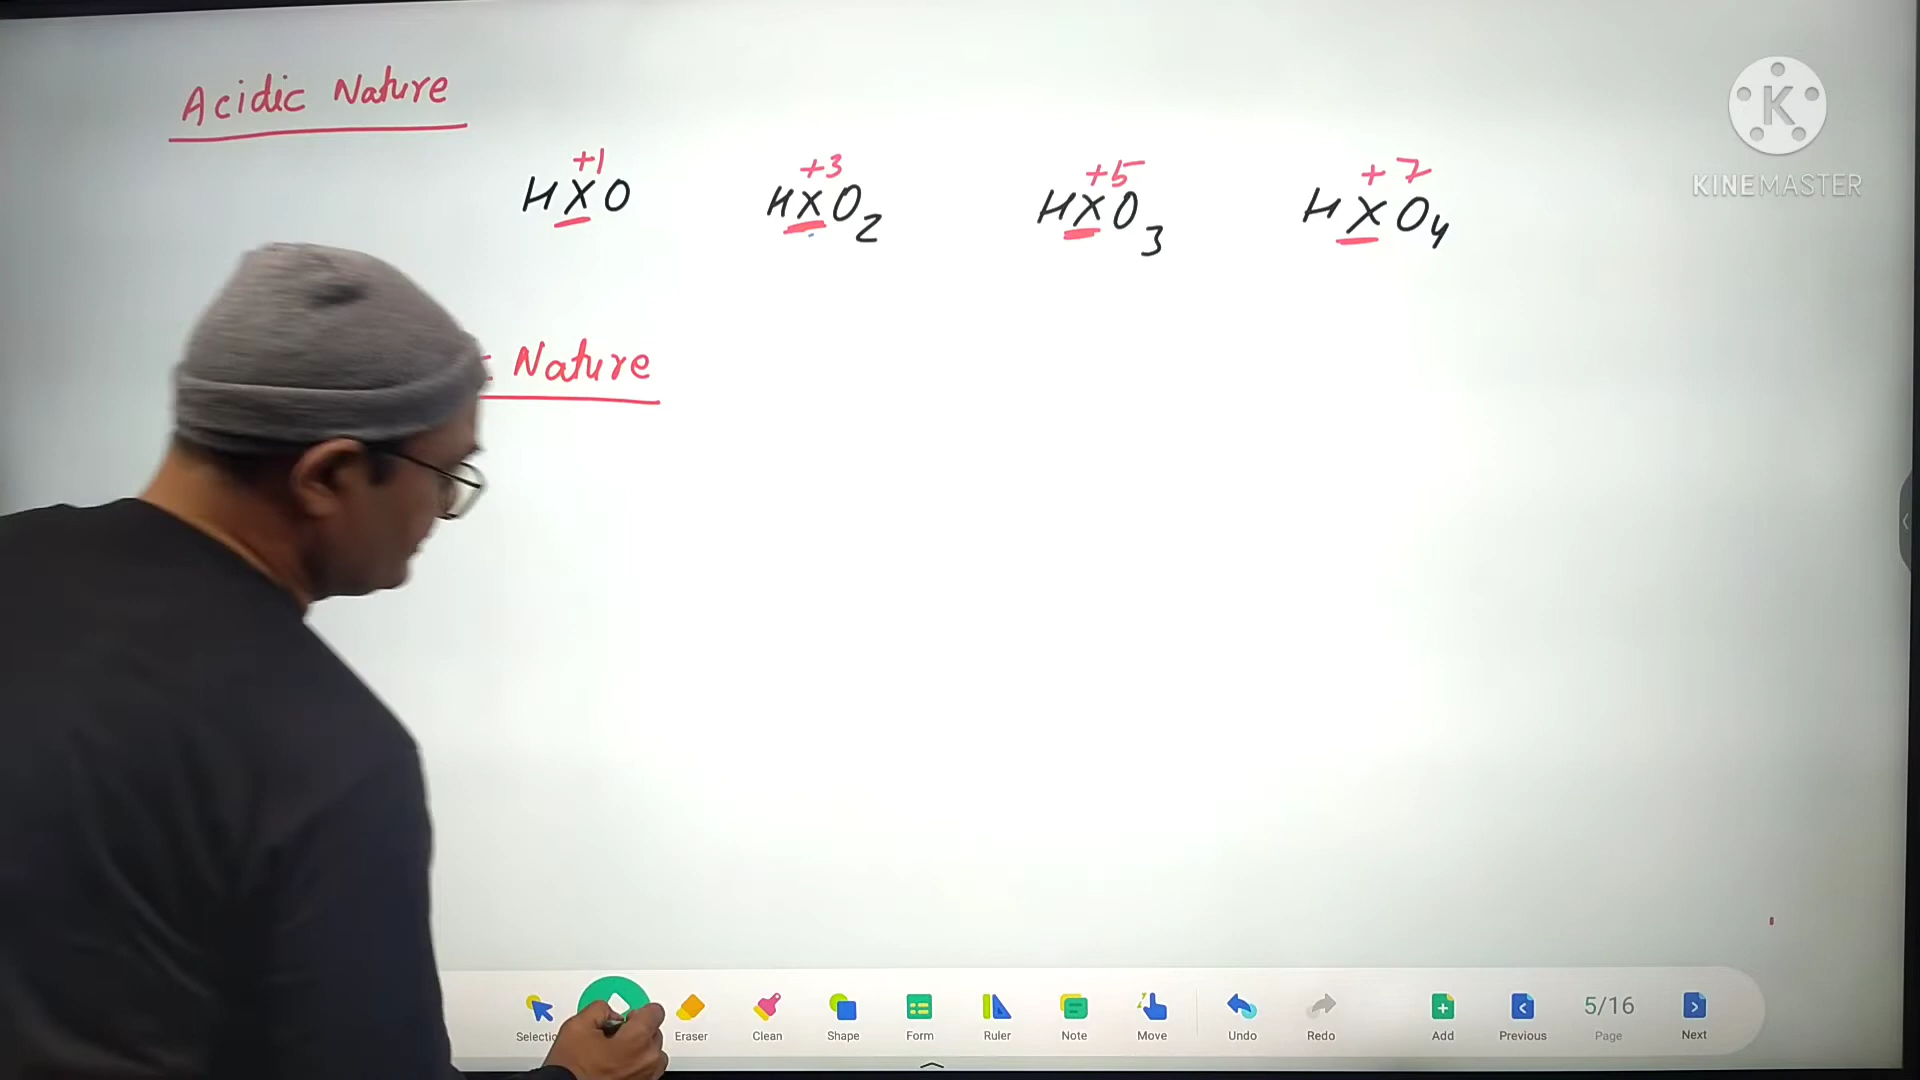 Acidic Nature
+1 +3 +5 +7
HXO HXO2 HXO3 HXO4
Nature
K
KINEMASTER
Eraser Clean Shape Form Ruler Note Move Undo Redo Add Previous 5/16 Page Next